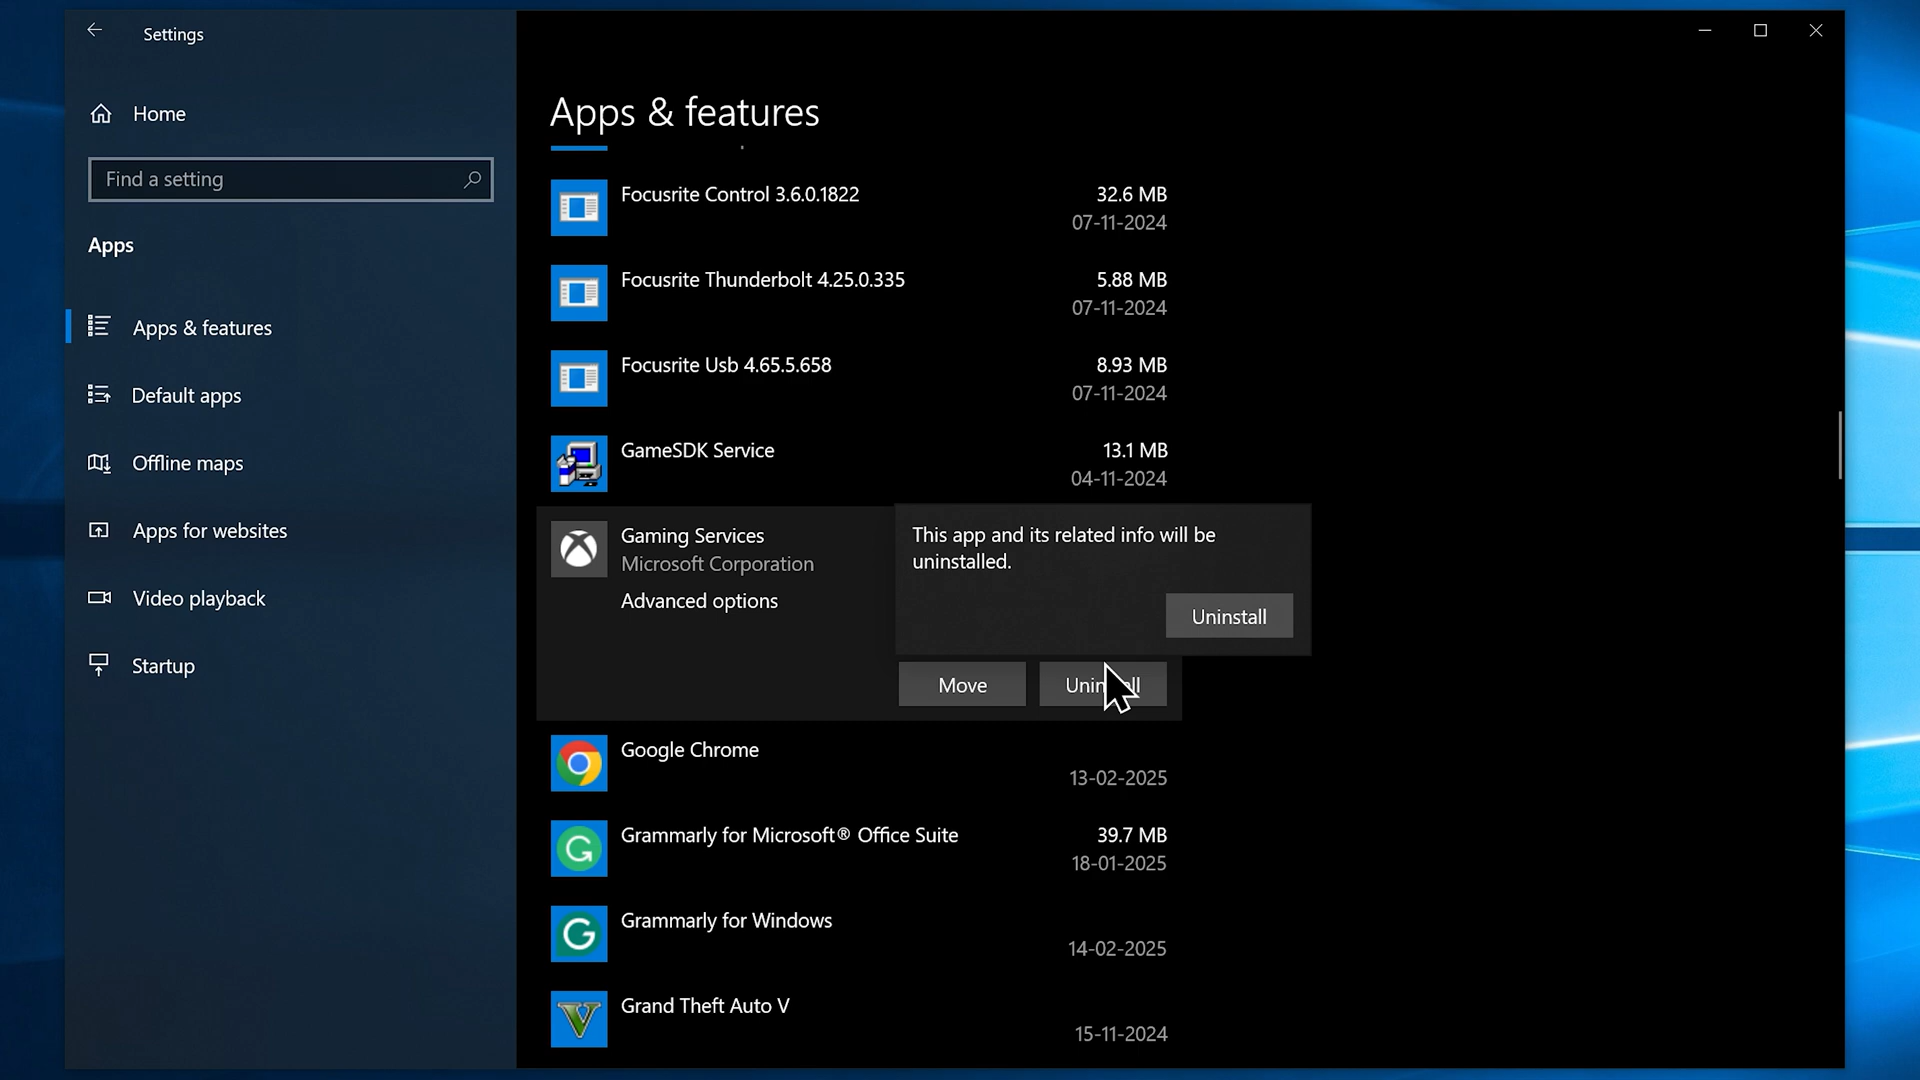 Settings
Home
Find a setting
Apps
Apps & features
Default apps
Offline maps
Apps for websites
Video playback
Startup
Apps & features
Focusrite Control 3.6.0.1822 32.6 MB
07-11-2024
Focusrite Thunderbolt 4.25.0.335 5.88 MB
07-11-2024
Focusrite Usb 4.65.5.658 8.93 MB
07-11-2024
GameSDK Service 13.1 MB
04-11-2024
Gaming Services
Microsoft Corporation
Advanced options
This app and its related info will be
uninstalled.
Uninstall
Move Uninstall
Google Chrome
13-02-2025
Grammarly for Microsoft® Office Suite 39.7 MB
18-01-2025
Grammarly for Windows
14-02-2025
Grand Theft Auto V
15-11-2024